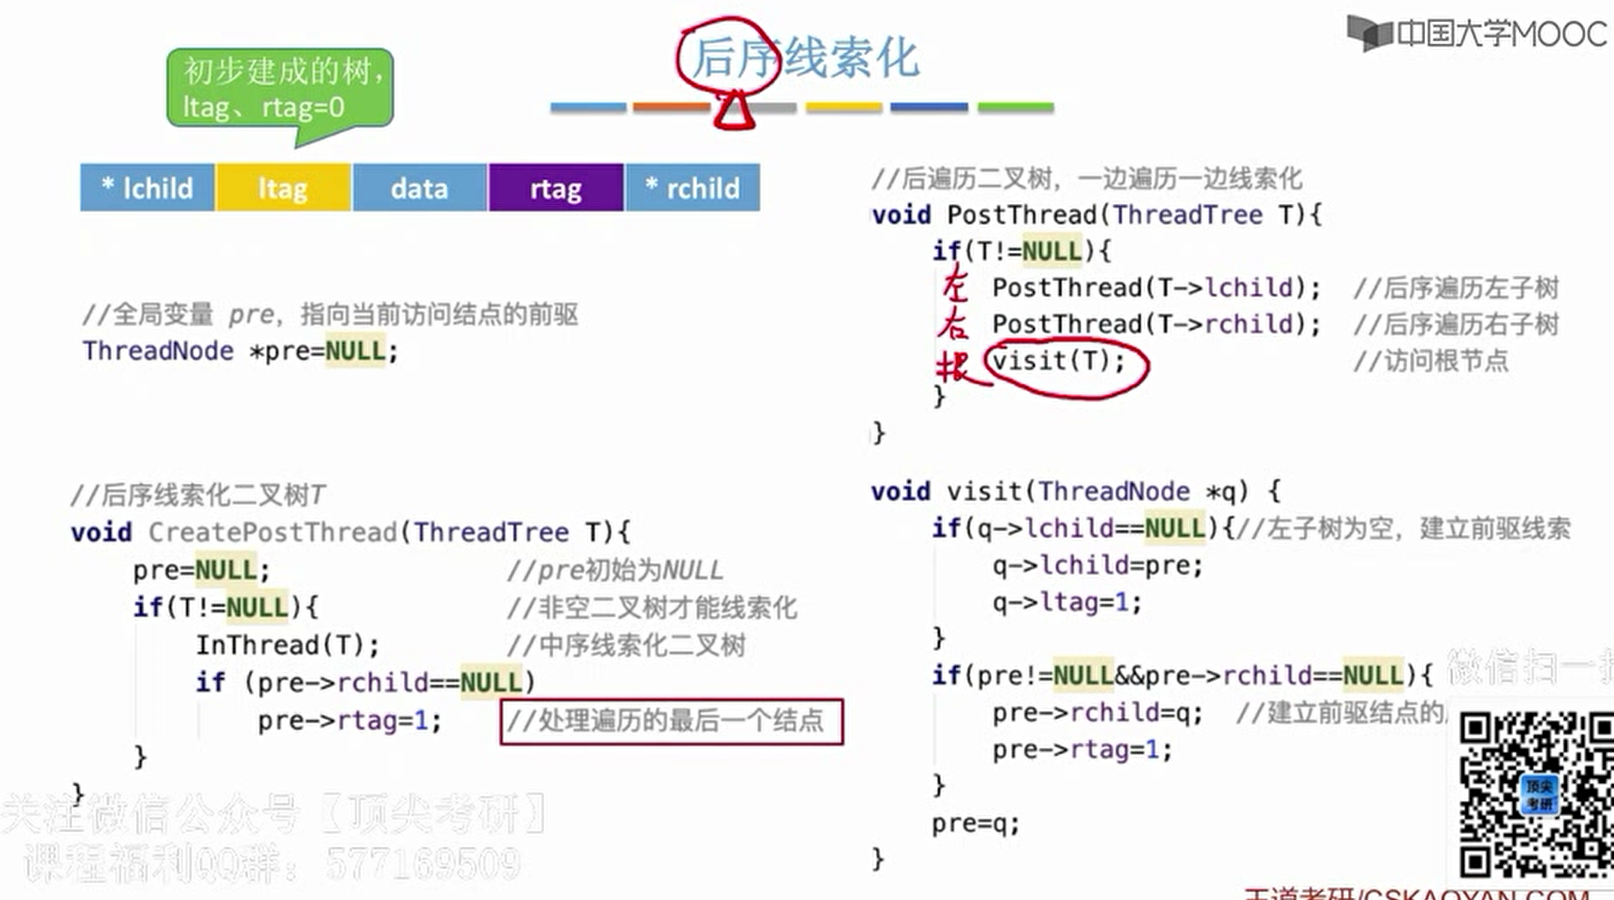 后序线索化
中国大学MOOC
初步建成的树，
ltag、rtag=0
* lchild ltag data rtag * rchild
//全局变量 pre，指向当前访问结点的前驱
ThreadNode *pre=NULL;
//后序线索化二叉树T
void CreatePostThread(ThreadTree T){
pre=NULL; //pre初始为NULL
if(T!=NULL){ //非空二叉树才能线索化
InThread(T); //中序线索化二叉树
if (pre->rchild==NULL)
pre->rtag=1; //处理遍历的最后一个结点
}
}
//后遍历二叉树，一边遍历一边线索化
void PostThread(ThreadTree T){
if(T!=NULL){
左 PostThread(T->lchild); //后序遍历左子树
右 PostThread(T->rchild); //后序遍历右子树
根 visit(T); //访问根节点
}
}
void visit(ThreadNode *q) {
if(q->lchild==NULL){//左子树为空，建立前驱线索
q->lchild=pre;
q->ltag=1;
}
if(pre!=NULL&&pre->rchild==NULL){
pre->rchild=q; //建立前驱结点的
pre->rtag=1;
}
pre=q;
}
微信扫一
顶尖
考研
关注微信公众号【顶尖考研】
课程福利QQ群：577169509
王道考研/CSKAOYAN.COM